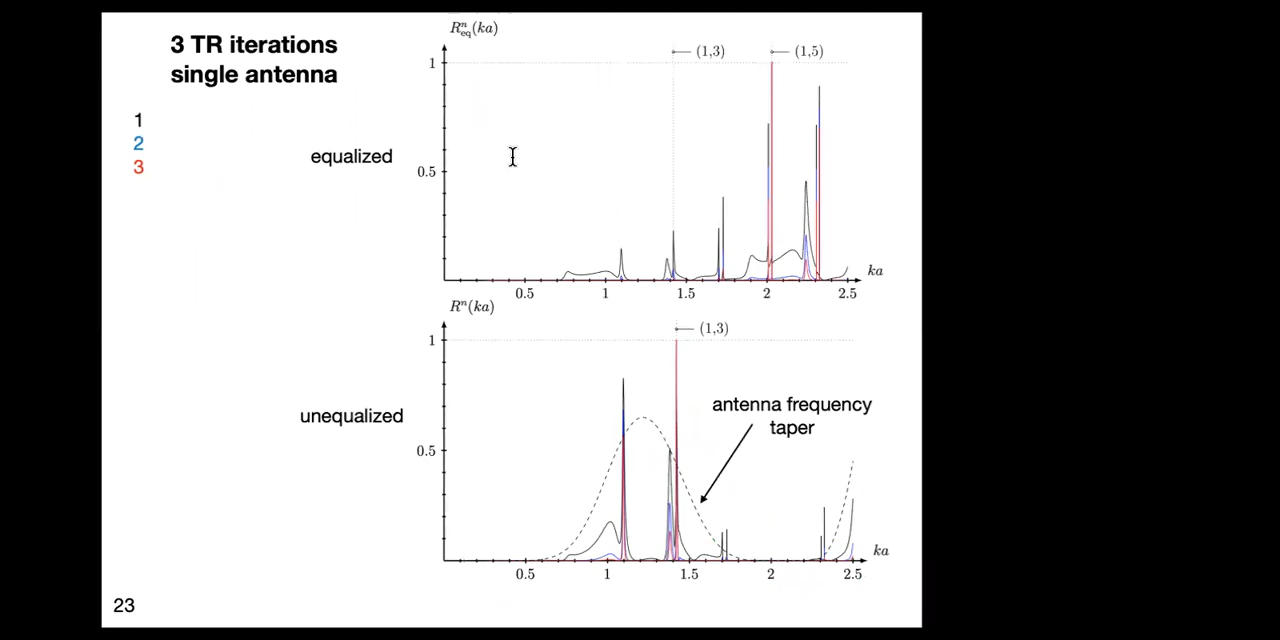 3 TR iterations
single antenna
1
2
3
equalized
R^n_eq(ka)
(1,3)
(1,5)
1
0.5
0.5
1
1.5
2
2.5
ka
unequalized
R^n(ka)
(1,3)
1
antenna frequency
taper
0.5
0.5
1
1.5
2
2.5
ka
23